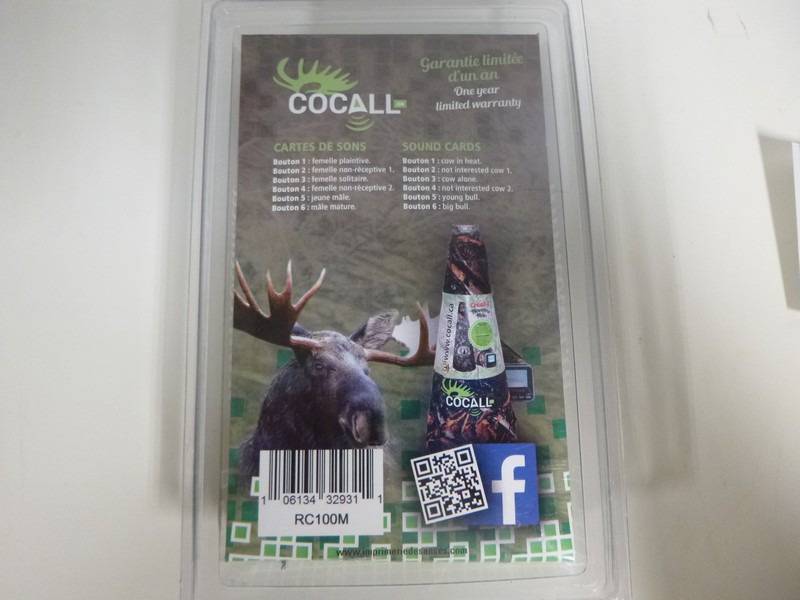 COCALL
Garantie limitée
d'un an
One year
limited warranty
CARTES DE SONS
Bouton 1 : femelle plaintive.
Bouton 2 : femelle non-réceptive 1.
Bouton 3 : femelle solitaire.
Bouton 4 : femelle non-réceptive 2.
Bouton 5 : jeune mâle.
Bouton 6 : mâle mature.
SOUND CARDS
Bouton 1 : cow in heat.
Bouton 2 : not interested cow 1.
Bouton 3 : cow alone.
Bouton 4 : not interested cow 2.
Bouton 5 : young bull.
Bouton 6 : big bull.
www.cocall.ca
COCALL
f
1 06134 32931 1
RC100M
www.imprimeriedesanses.com